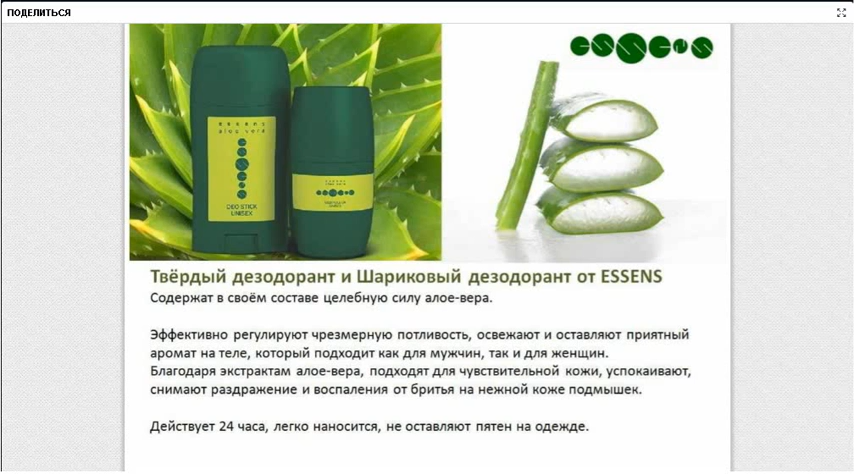 ПОДЕЛИТЬСЯ
essens
essens
aloe vera
DEO STICK
UNISEX
Твёрдый дезодорант и Шариковый дезодорант от ESSENS
Содержат в своём составе целебную силу алое-вера.
Эффективно регулируют чрезмерную потливость, освежают и оставляют приятный
аромат на теле, который подходит как для мужчин, так и для женщин.
Благодаря экстрактам алое-вера, подходят для чувствительной кожи, успокаивают,
снимают раздражение и воспаления от бритья на нежной коже подмышек.
Действует 24 часа, легко наносится, не оставляют пятен на одежде.